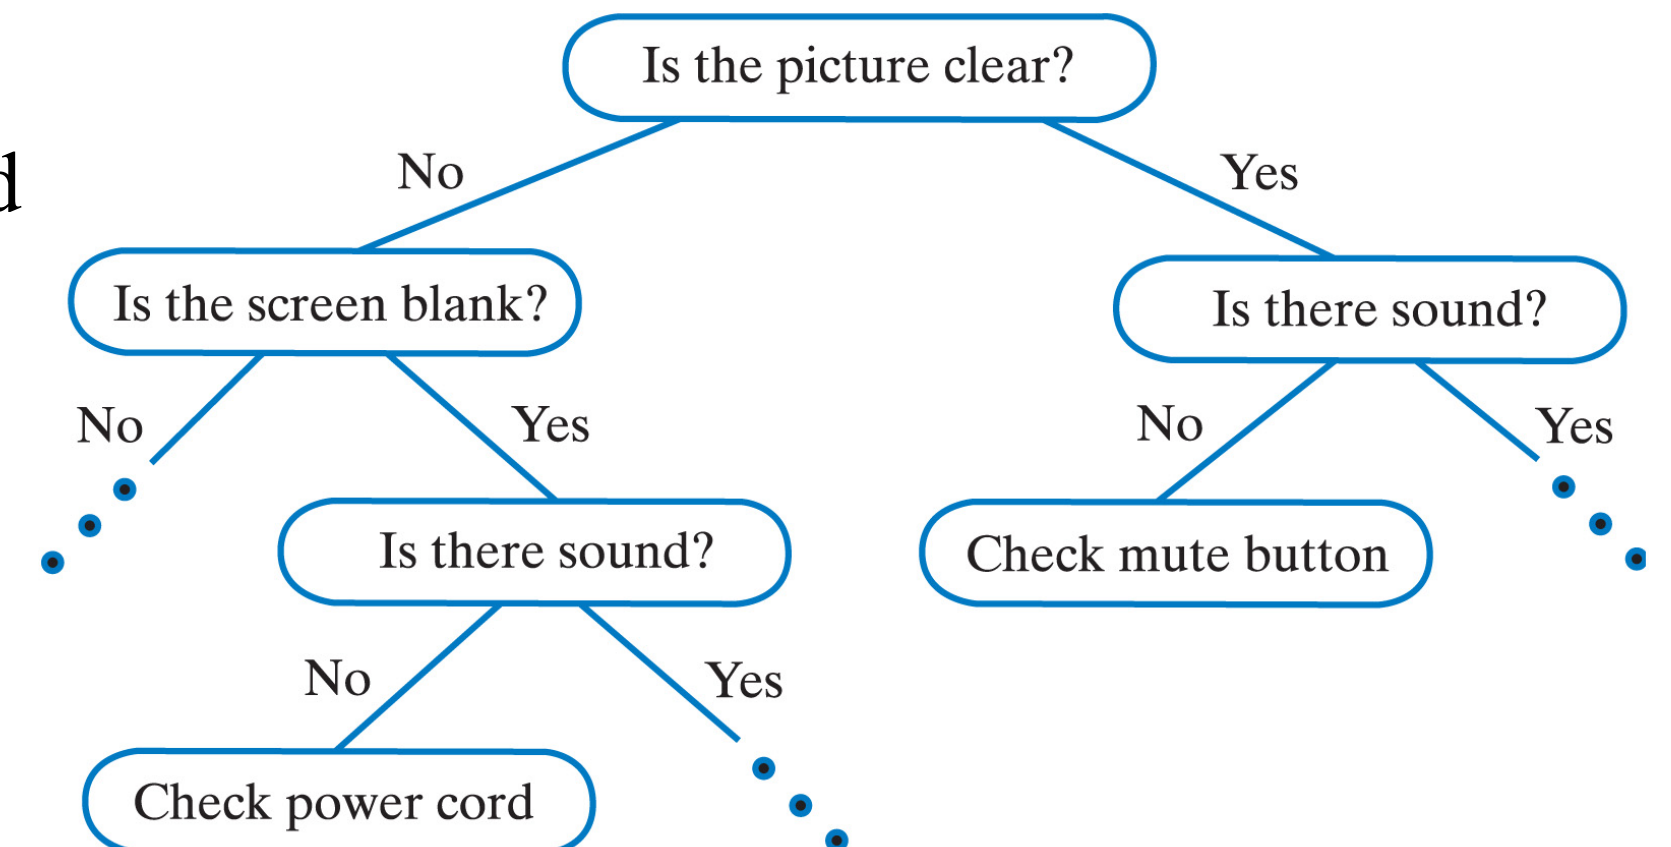 Is the picture clear?
No
Yes
d
Is the screen blank?
Is there sound?
No
Yes
No
Yes
Is there sound?
Check mute button
No
Yes
Check power cord